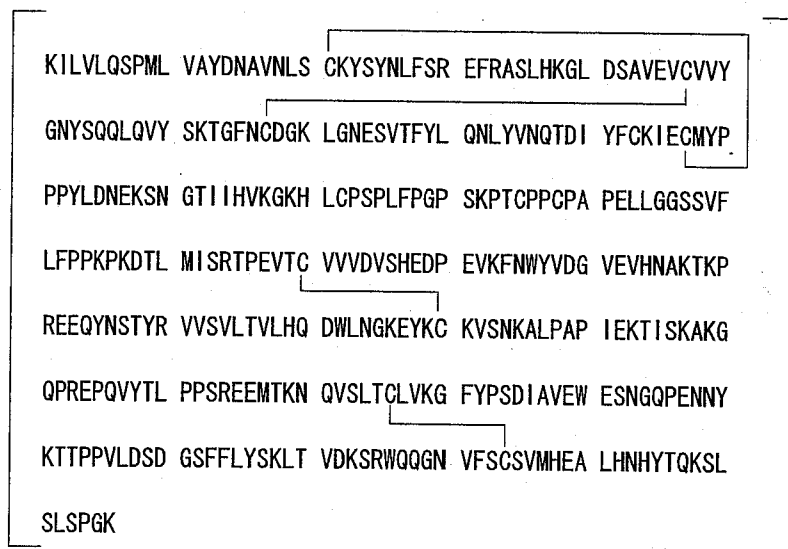 KILVLQSPML VAYDNAVNLS CKYSYNLFSR EFRASLHKGL DSAVEVCVVY
GNYSQQLQVY SKTGFNCDGK LGNESVTFYL QNLYVNQTDI YFCKIECMYP
PPYLDNEKSN GTIIHVKGKH LCPSPLFPGP SKPTCPPCPA PELLGGSSVF
LFPPKPKDTL MISRTPEVTC VVVDVSHEDP EVKFNWYVDG VEVHNAKTKP
REEQYNSTYR VVSVLTVLHQ DWLNGKEYKC KVSNKALPAP IEKTISKAKG
QPREPQVYTL PPSREEMTKN QVSLTCLVKG FYPSDIAVEW ESNGQPENNY
KTTPPVLDSD GSFFLYSKLT VDKSRWQQGN VFSCSVMHEA LHNHYTQKSL
SLSPGK